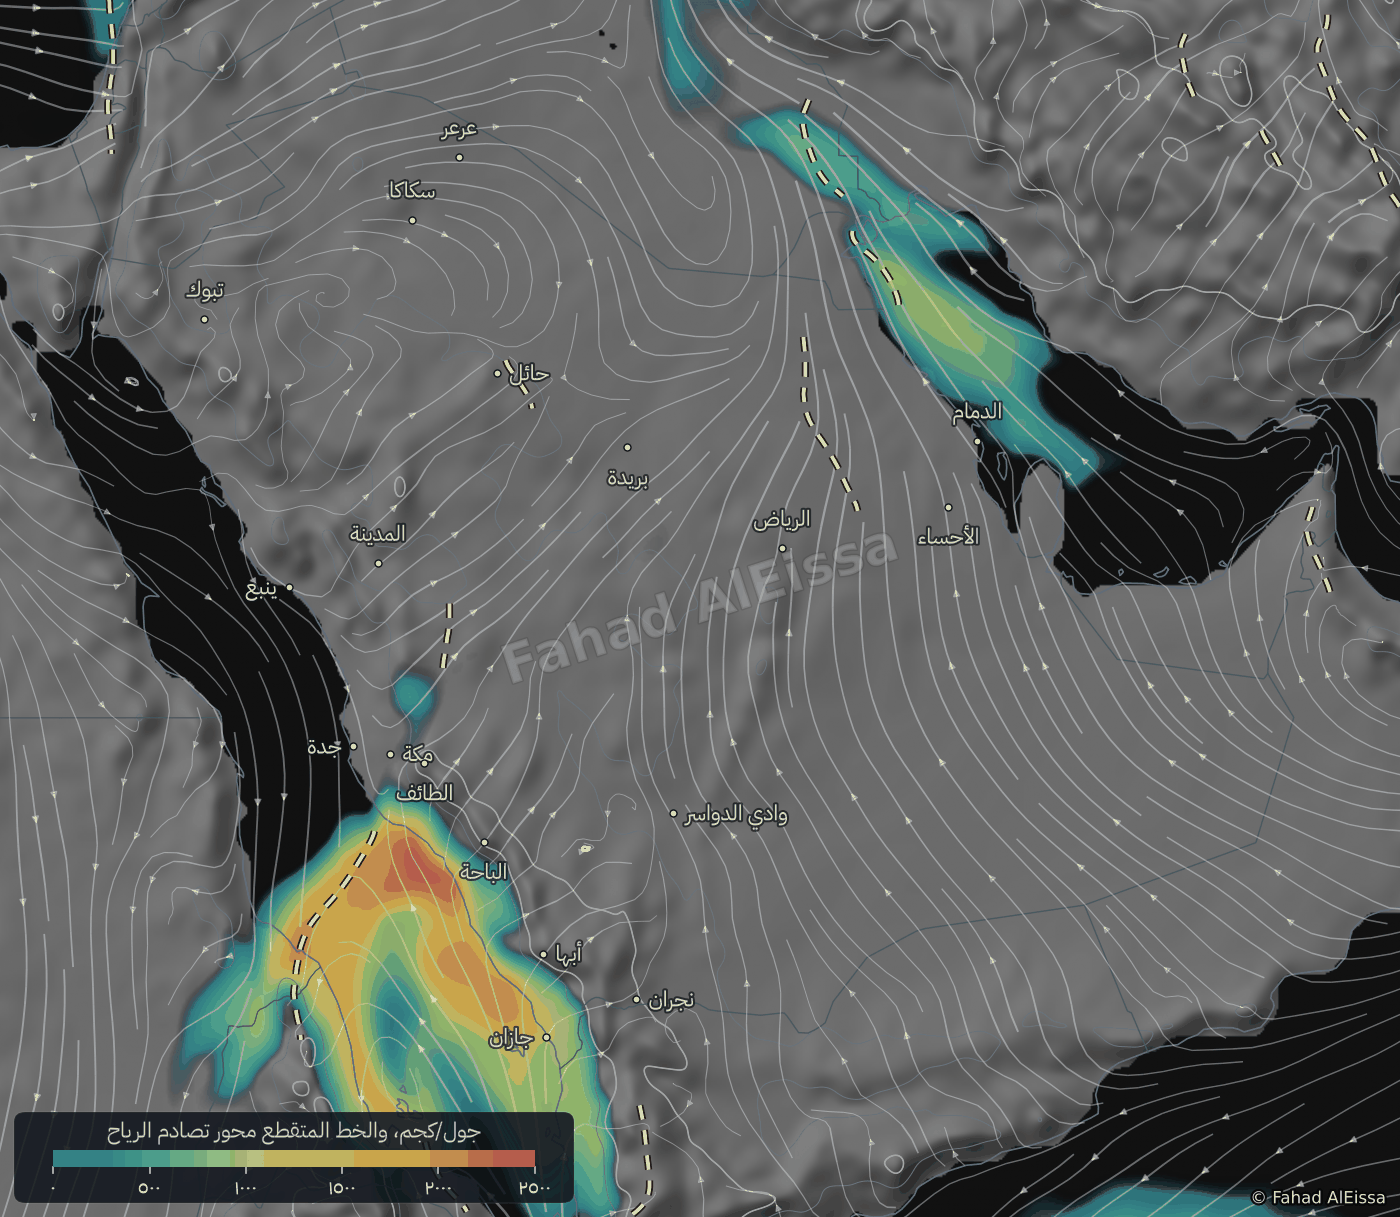 عرعر
سكاكا
تبوك
حائل
الدمام
بريدة
الرياض
المدينة
الأحساء
ينبع
Fahad AlEissa
جدة
مكة
الطائف
وادي الدواسر
الباحة
أبها
نجران
جازان
جول/كجم، والخط المتقطع محور تصادم الرياح
٠ ٥٠٠ ١٠٠٠ ١٥٠٠ ٢٠٠٠ ٢٥٠٠
© Fahad AlEissa